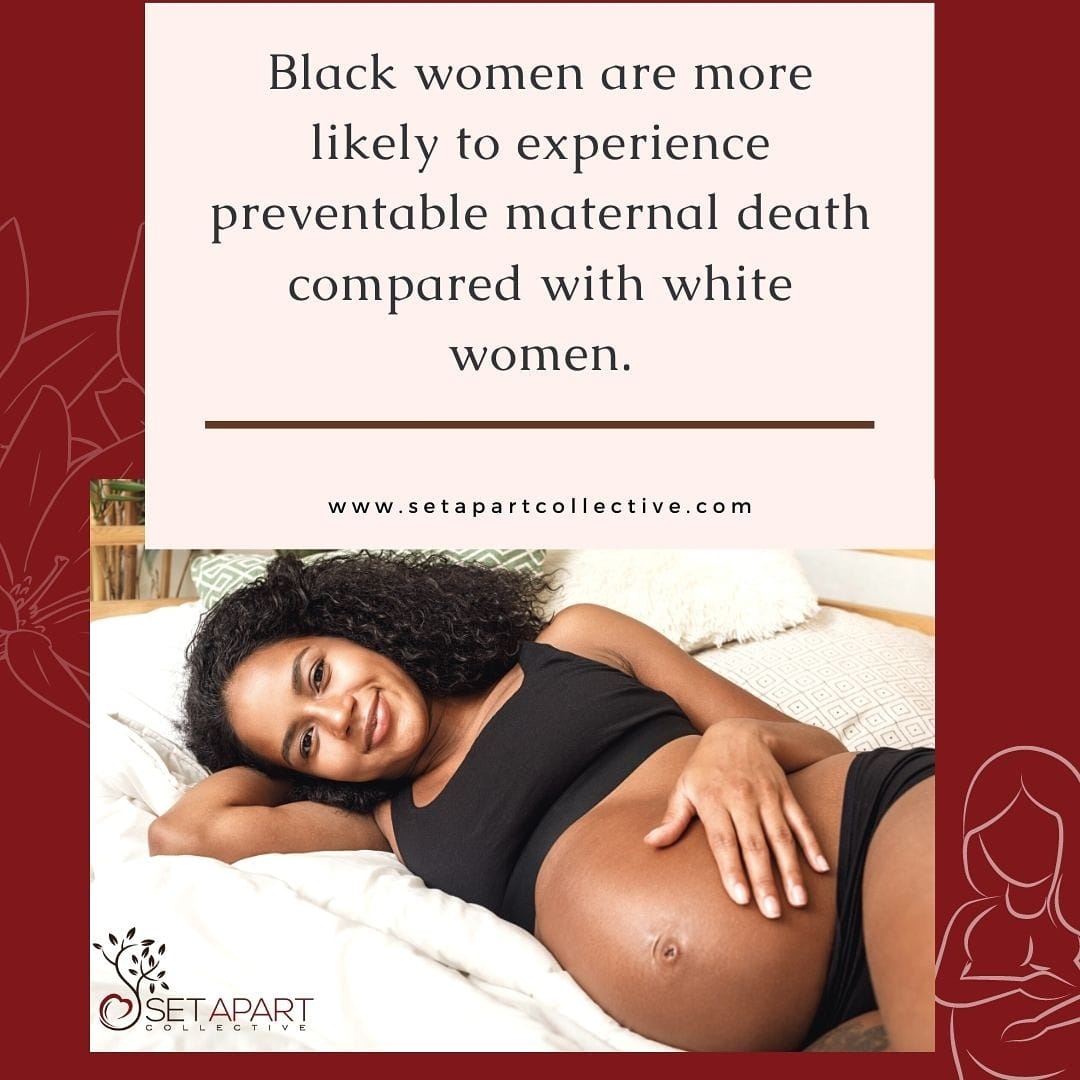 Black women are more
likely to experience
preventable maternal death
compared with white
women.
www.setapartcollective.com
SET APART
COLLECTIVE